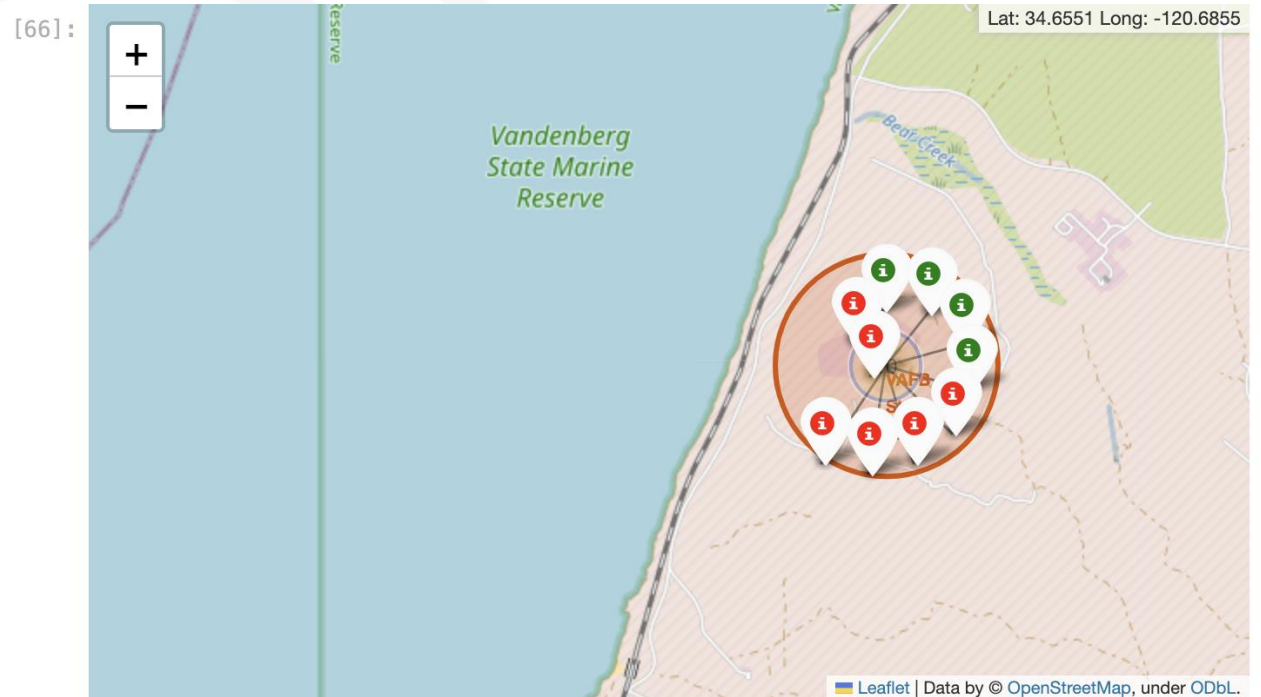 [66]:
+
−
Reserve
V
Lat: 34.6551 Long: -120.6855
Vandenberg
State Marine
Reserve
Bear Creek
i
i
i
i
i
i
i
VAFB
i
S
i
i
i
Leaflet | Data by © OpenStreetMap, under ODbL.